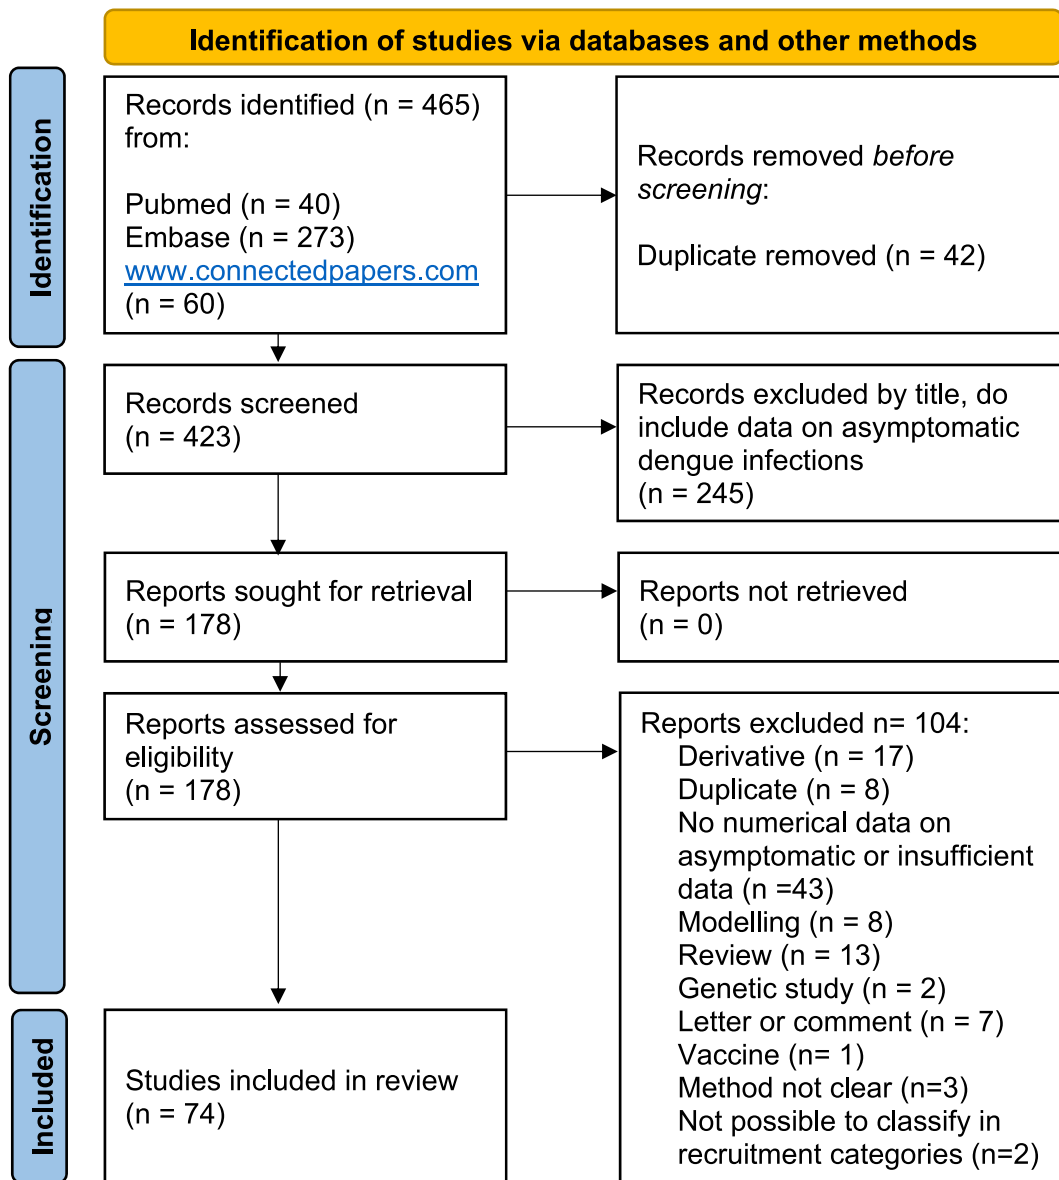 Identification of studies via databases and other methods
Identification
Records identified (n = 465)
from:
Pubmed (n = 40)
Embase (n = 273)
www.connectedpapers.com
(n = 60)
Records removed before
screening:
Duplicate removed (n = 42)
Screening
Records screened
(n = 423)
Records excluded by title, do
include data on asymptomatic
dengue infections
(n = 245)
Reports sought for retrieval
(n = 178)
Reports not retrieved
(n = 0)
Reports assessed for
eligibility
(n = 178)
Reports excluded n= 104:
Derivative (n = 17)
Duplicate (n = 8)
No numerical data on
asymptomatic or insufficient
data (n =43)
Modelling (n = 8)
Review (n = 13)
Genetic study (n = 2)
Letter or comment (n = 7)
Vaccine (n= 1)
Method not clear (n=3)
Not possible to classify in
recruitment categories (n=2)
Included
Studies included in review
(n = 74)